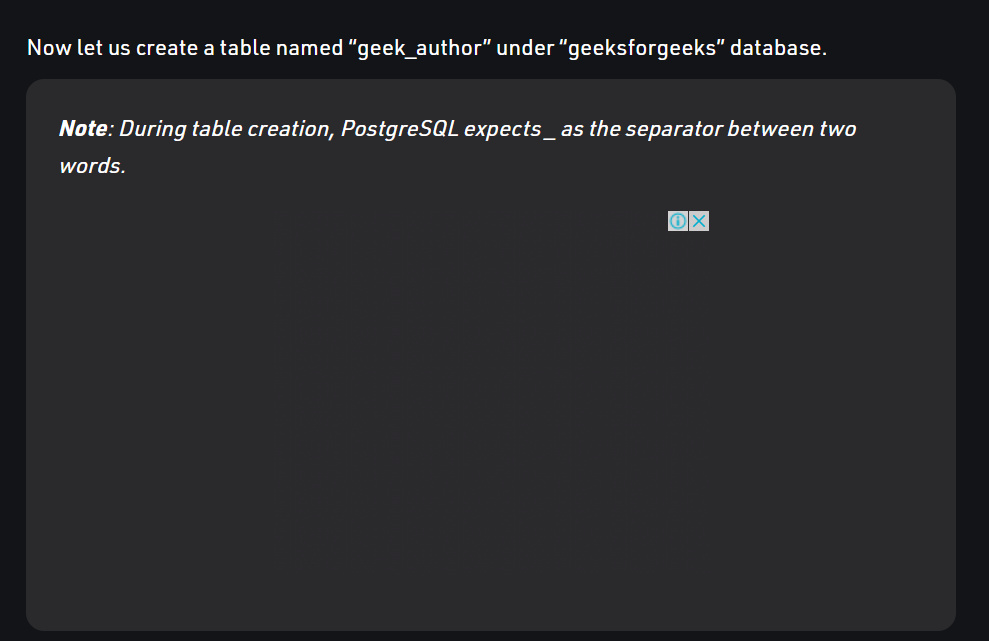 Now let us create a table named “geek_author” under “geeksforgeeks” database.
Note: During table creation, PostgreSQL expects _ as the separator between two
words.